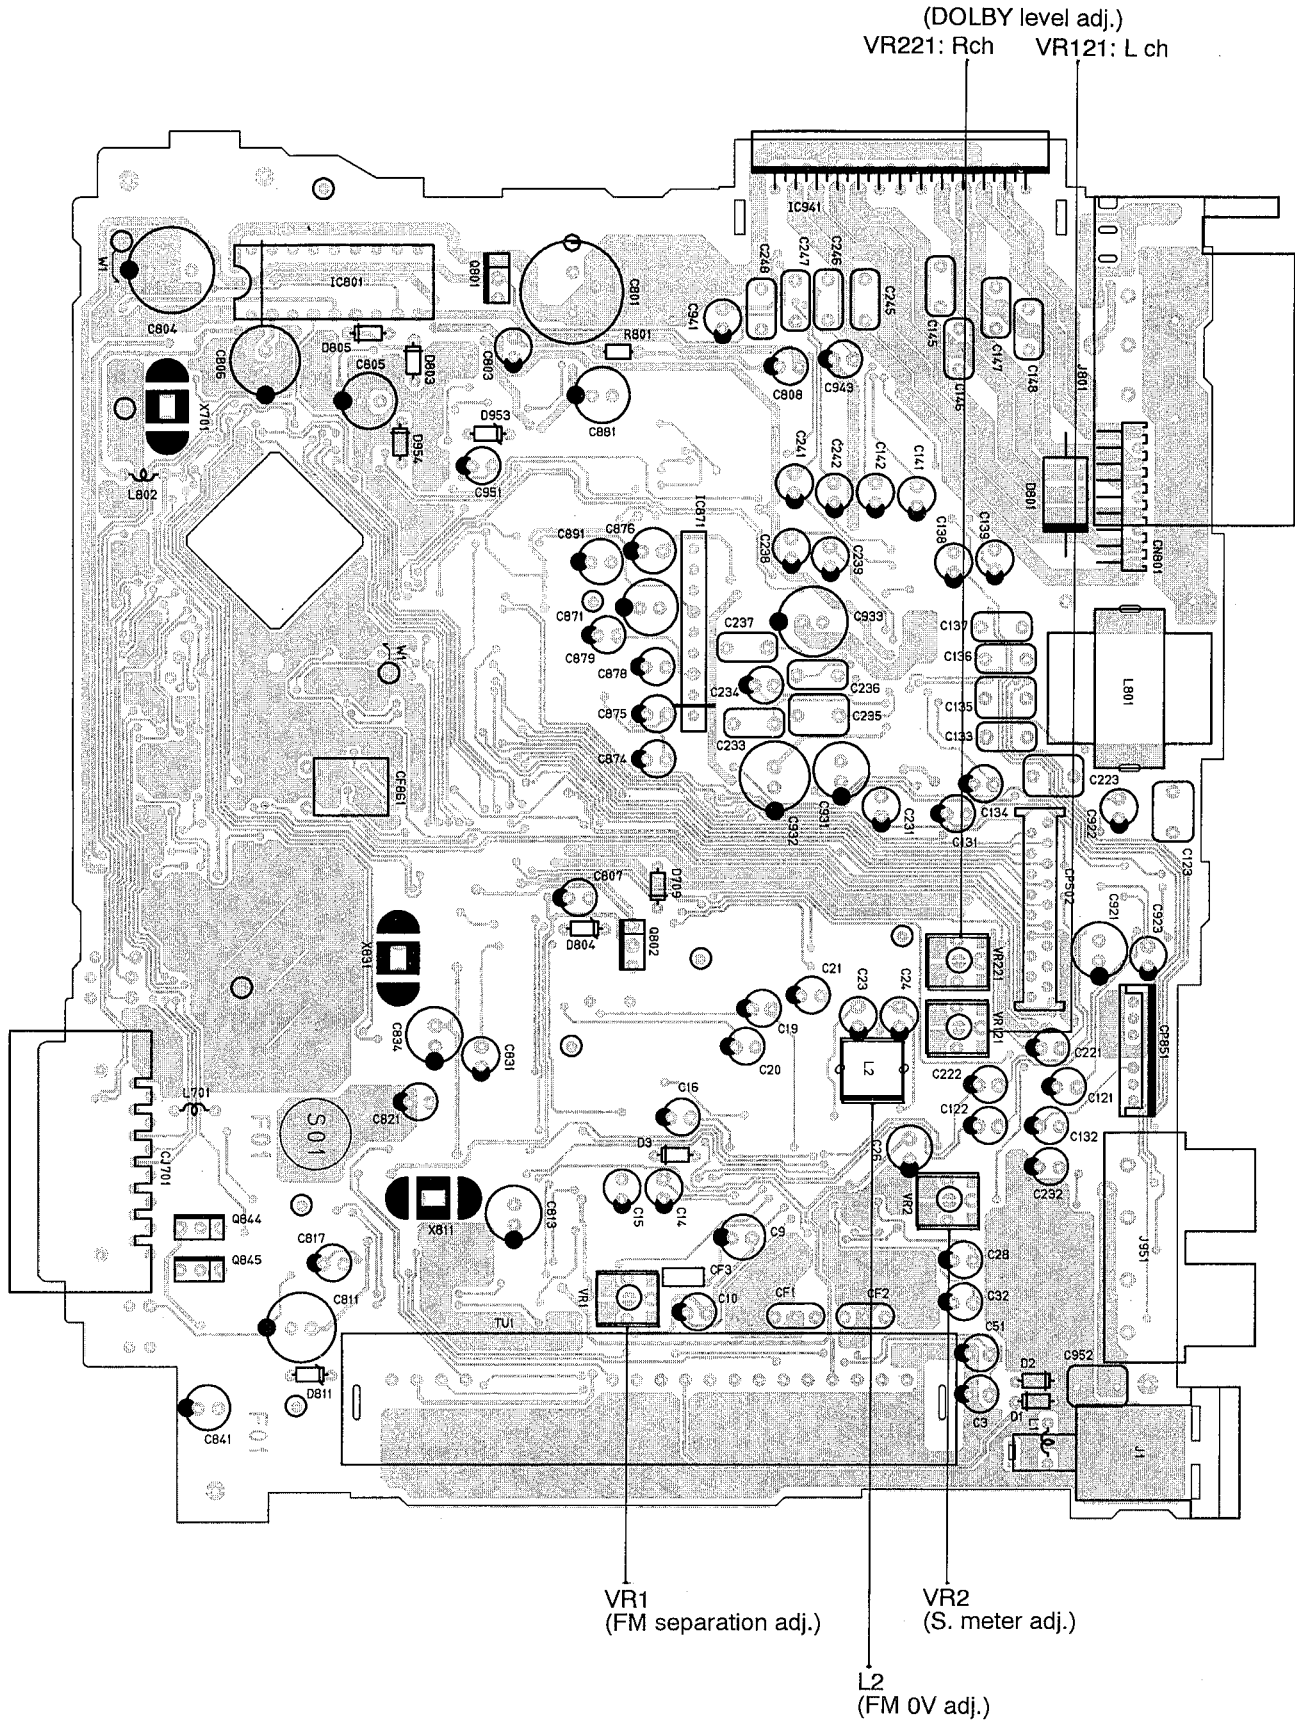 (DOLBY level adj.)
VR221: Rch VR121: L ch
IC941
W1
C804
IC801
Q801
C801
C941
C248
C247
C246
C245
C145
C146
C147
C148
J801
D805
C806
C805
D803
C803
R801
C808
C943
X701
D953
C881
D954
C951
L802
C241
C242
C142
C141
D801
CN801
IC871
C891
C876
C238
C239
C138
C139
C871
C879
C237
C933
C137
C136
W1
C878
C234
C236
L801
C875
C235
C135
C233
C133
C874
CF861
C932
C931
C231
C131
C134
C223
C922
C123
C807
D709
CP502
D804
Q802
C921
C923
X831
VR221
C21
C23
C24
C19
C20
VR121
C834
C831
L2
C221
CP851
C222
C121
C821
C16
C122
C132
L701
F01
S01
D3
C26
C232
CJ701
X811
C813
C15
C14
VR2
Q844
C9
J951
C817
Q845
CF3
C28
C811
VR1
C10
CF1
CF2
C32
TU1
C51
D811
D2
C952
C841
F01
C3
D1
L1
J1
VR1
(FM separation adj.)
VR2
(S. meter adj.)
L2
(FM 0V adj.)